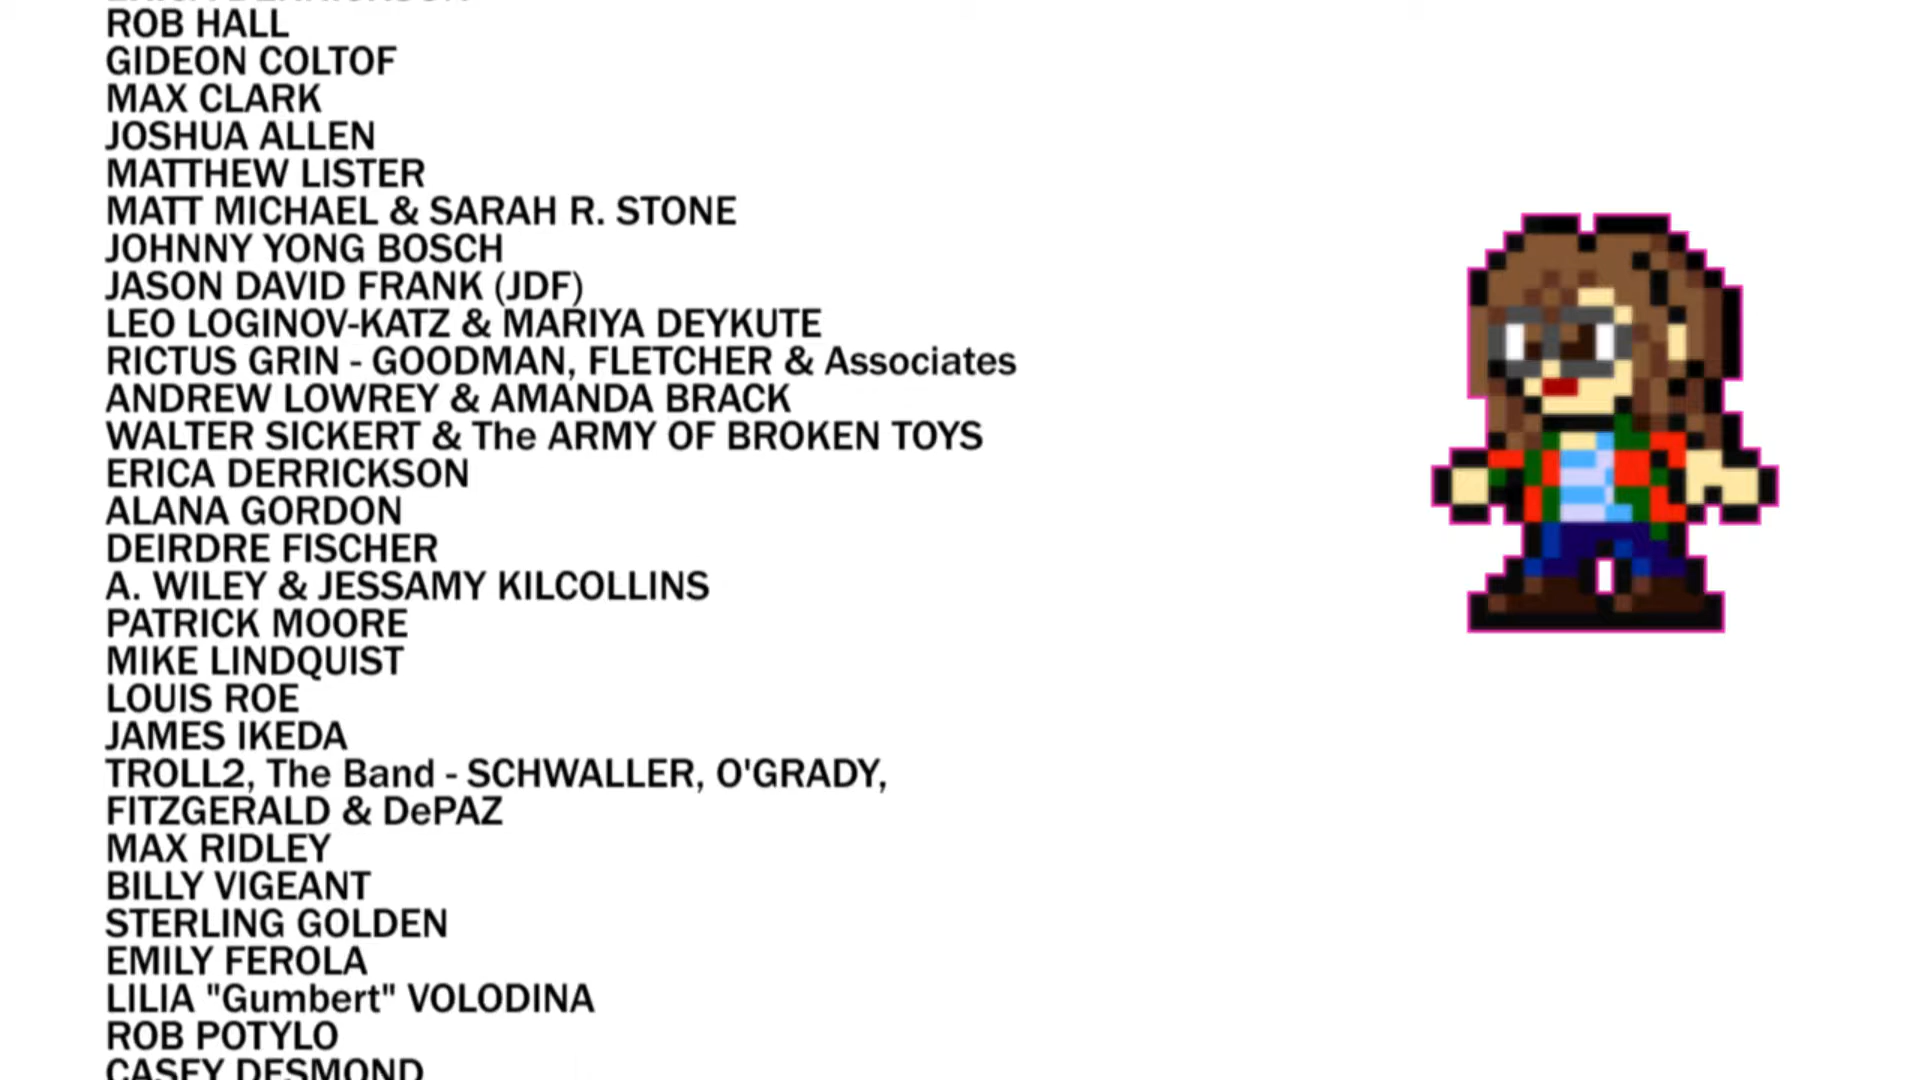 ROB HALL
GIDEON COLTOF
MAX CLARK
JOSHUA ALLEN
MATTHEW LISTER
MATT MICHAEL & SARAH R. STONE
JOHNNY YONG BOSCH
JASON DAVID FRANK (JDF)
LEO LOGINOV-KATZ & MARIYA DEYKUTE
RICTUS GRIN - GOODMAN, FLETCHER & Associates
ANDREW LOWREY & AMANDA BRACK
WALTER SICKERT & The ARMY OF BROKEN TOYS
ERICA DERRICKSON
ALANA GORDON
DEIRDRE FISCHER
A. WILEY & JESSAMY KILCOLLINS
PATRICK MOORE
MIKE LINDQUIST
LOUIS ROE
JAMES IKEDA
TROLL2, The Band - SCHWALLER, O'GRADY,
FITZGERALD & DePAZ
MAX RIDLEY
BILLY VIGEANT
STERLING GOLDEN
EMILY FEROLA
LILIA "Gumbert" VOLODINA
ROB POTYLO
CASEY DESMOND